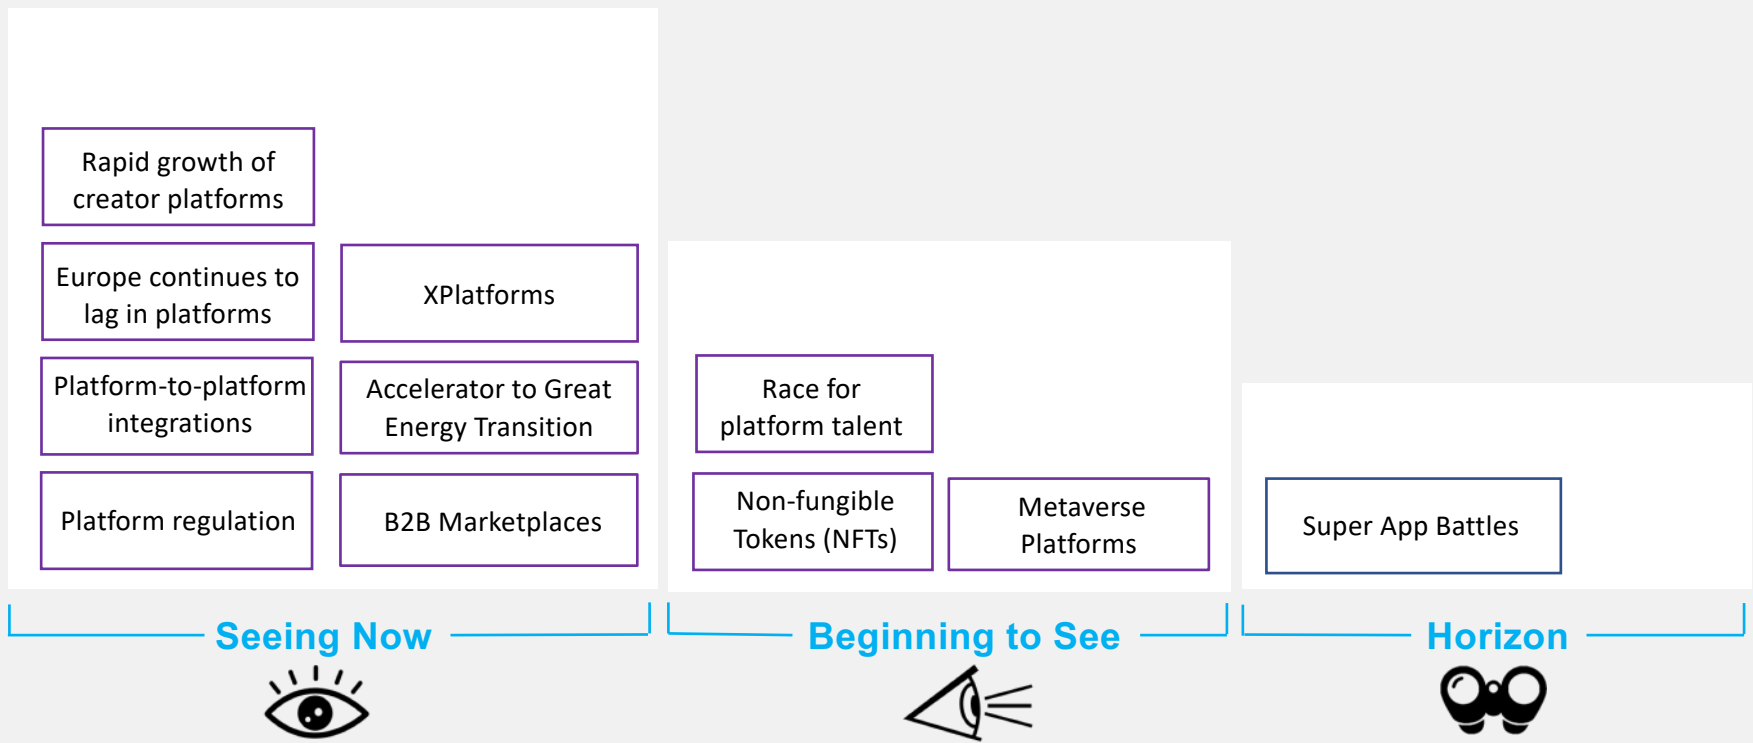 Rapid growth of
creator platforms
Europe continues to
lag in platforms
XPlatforms
Platform-to-platform
integrations
Accelerator to Great
Energy Transition
Platform regulation
B2B Marketplaces
Seeing Now
Race for
platform talent
Non-fungible
Tokens (NFTs)
Metaverse
Platforms
Beginning to See
Super App Battles
Horizon